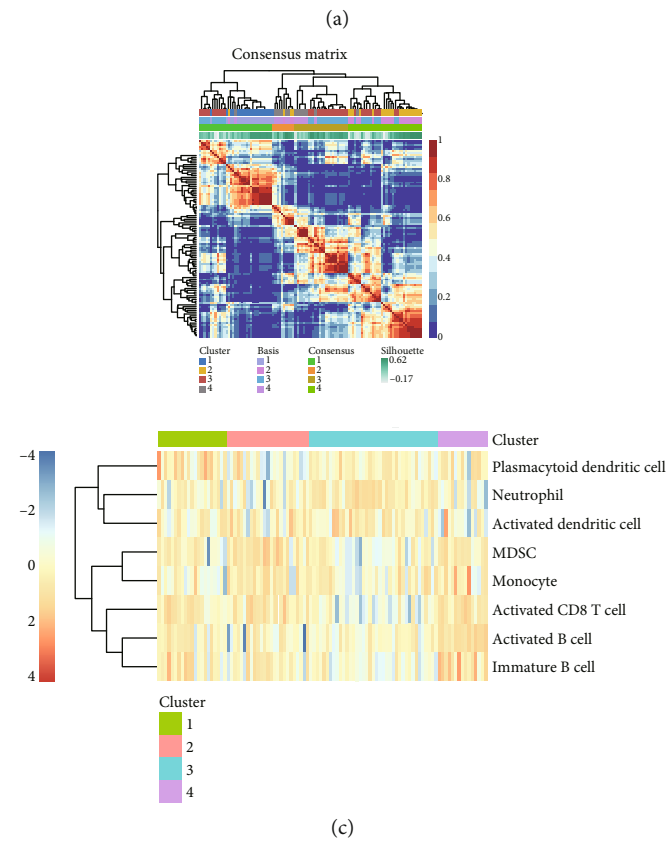 (a)
Consensus matrix
1
0.8
0.6
0.4
0.2
0
Cluster Basis Consensus Silhouette
1 1 1 0.62
2 2 2
3 3 3 −0.17
4 4 4
Cluster
−4 Plasmacytoid dendritic cell
Neutrophil
−2
Activated dendritic cell
0 MDSC
Monocyte
2 Activated CD8 T cell
Activated B cell
4 Immature B cell
Cluster
1
2
3
4
(c)